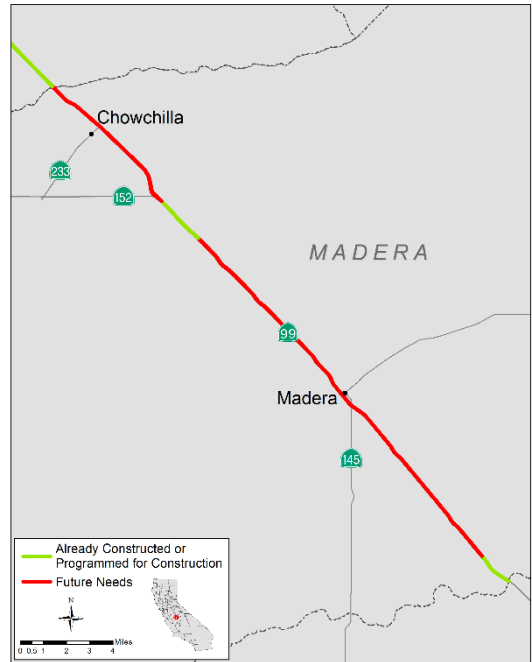 Chowchilla
233
152
MADERA
99
Madera
145
Already Constructed or
Programmed for Construction
Future Needs
N
0 0.5 1 2 3 4
Miles